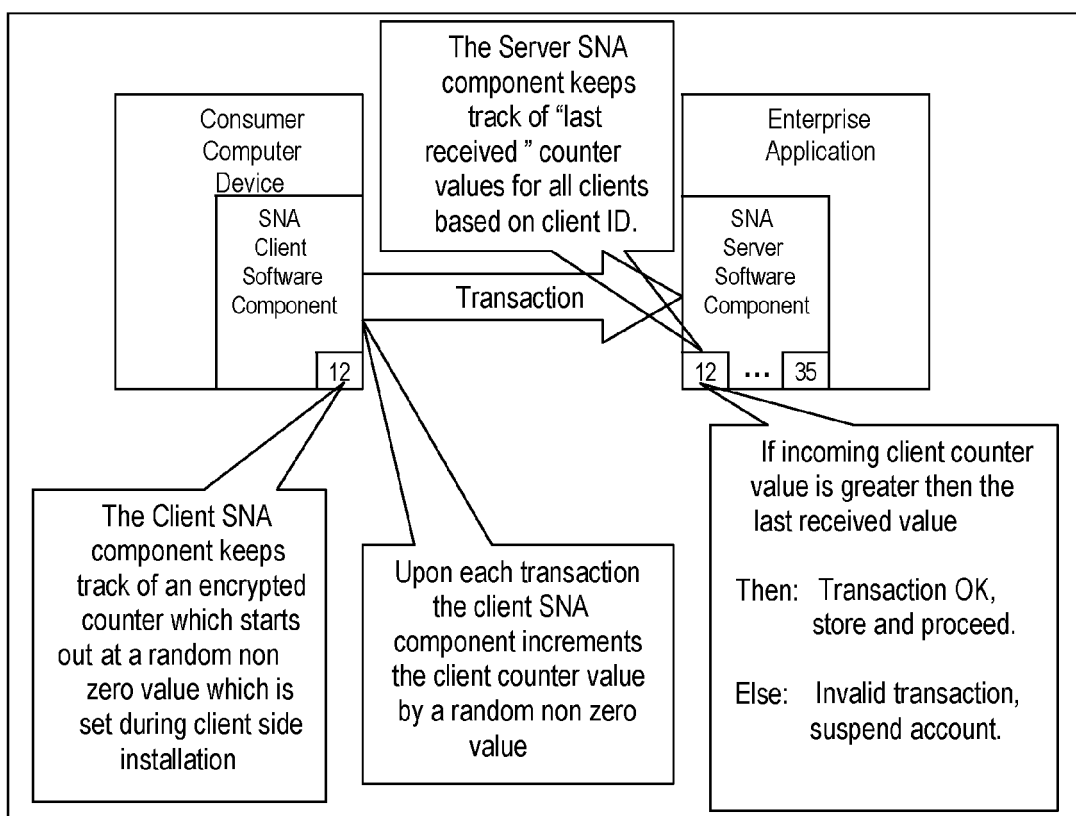 The Server SNA
component keeps
track of “last
received ” counter
values for all clients
based on client ID.
Consumer
Computer
Device
SNA
Client
Software
Component
12
Transaction
Enterprise
Application
SNA
Server
Software
Component
12 ... 35
The Client SNA
component keeps
track of an encrypted
counter which starts
out at a random non
zero value which is
set during client side
installation
Upon each transaction
the client SNA
component increments
the client counter value
by a random non zero
value
If incoming client counter
value is greater then the
last received value
Then: Transaction OK,
store and proceed.
Else: Invalid transaction,
suspend account.